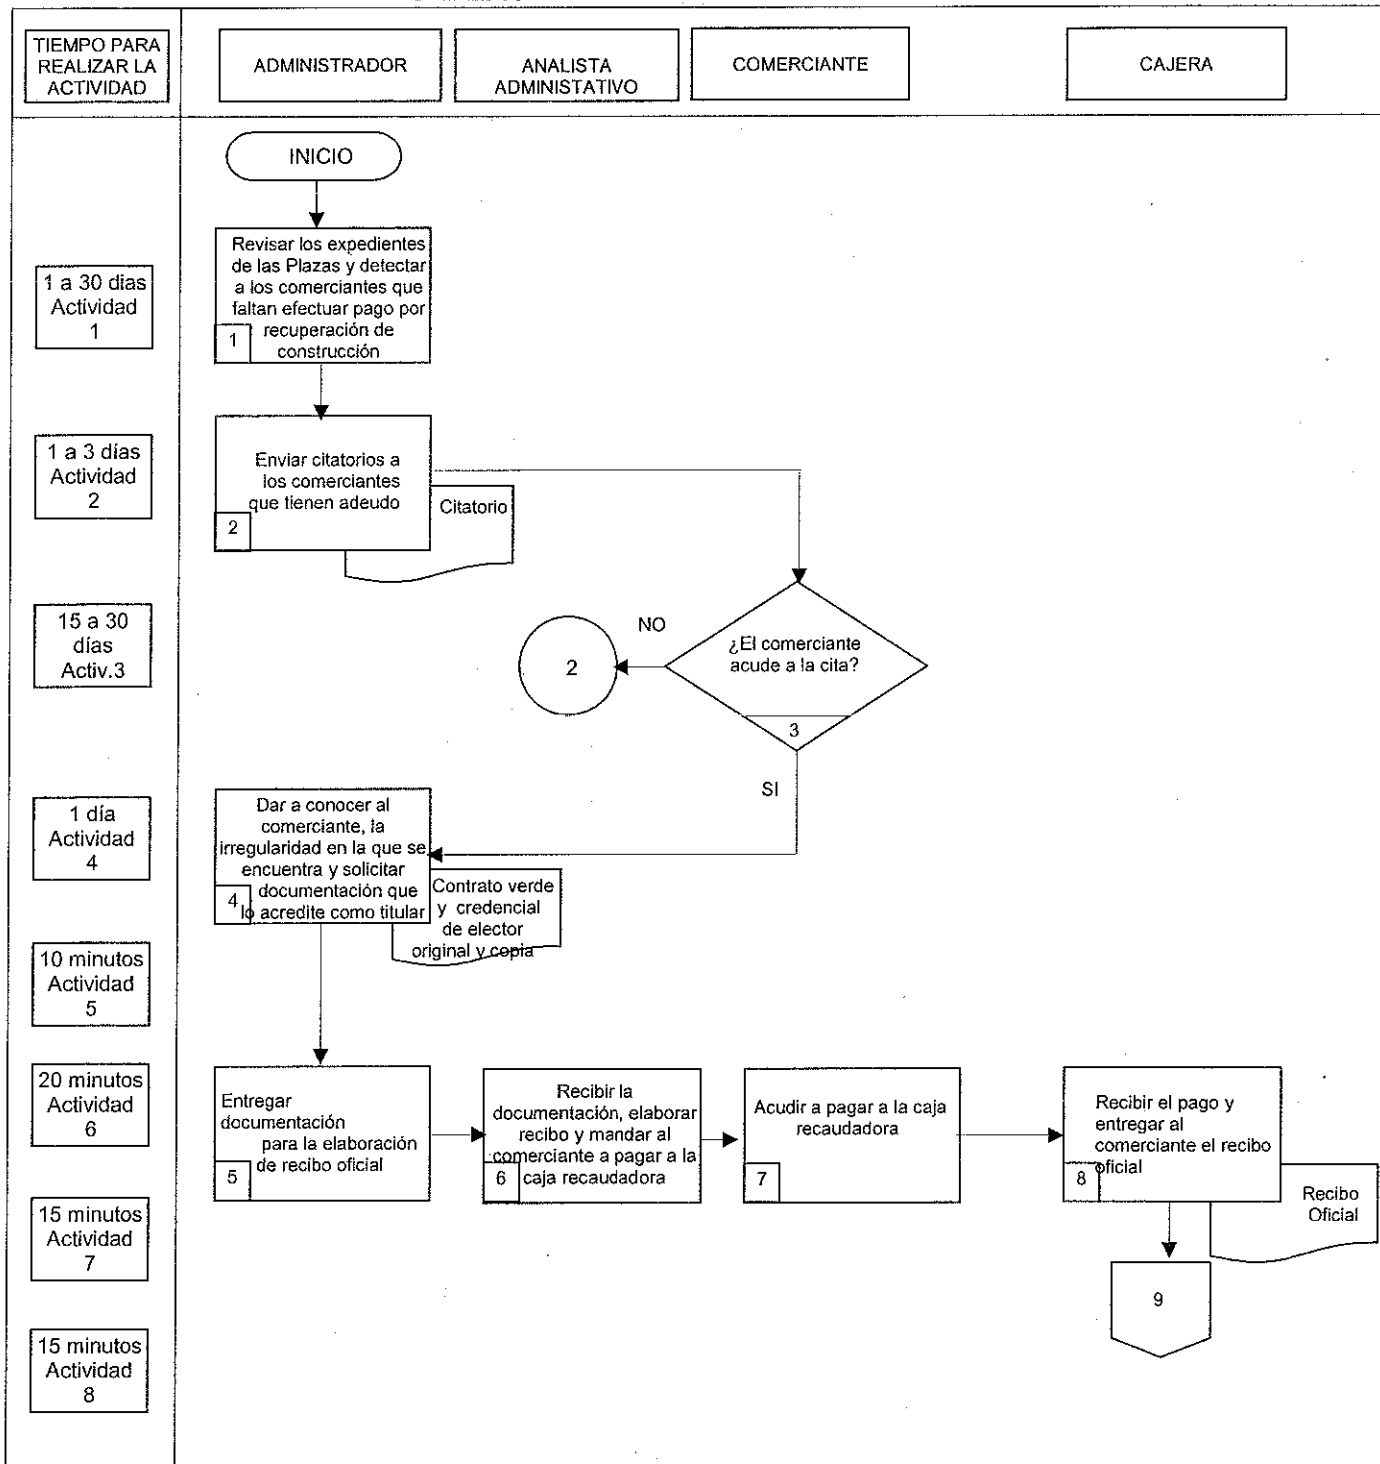 TIEMPO PARA
REALIZAR LA
ACTIVIDAD
ADMINISTRADOR
ANALISTA
ADMINISTATIVO
COMERCIANTE
CAJERA
INICIO
1 a 30 días
Actividad
1
Revisar los expedientes
de las Plazas y detectar
a los comerciantes que
faltan efectuar pago por
recuperación de
construcción
1
1 a 3 días
Actividad
2
Enviar citatorios a
los comerciantes
que tienen adeudo
2
Citatorio
15 a 30
días
Activ.3
NO
2
¿El comerciante
acude a la cita?
3
SI
1 día
Actividad
4
Dar a conocer al
comerciante, la
irregularidad en la que se
encuentra y solicitar
documentación que
lo acredite como titular
4
Contrato verde
y credencial
de elector
original y copia
10 minutos
Actividad
5
20 minutos
Actividad
6
Entregar
documentación
para la elaboración
de recibo oficial
5
Recibir la
documentación, elaborar
recibo y mandar al
comerciante a pagar a la
caja recaudadora
6
Acudir a pagar a la caja
recaudadora
7
Recibir el pago y
entregar al
comerciante el recibo
oficial
8
Recibo
Oficial
15 minutos
Actividad
7
9
15 minutos
Actividad
8